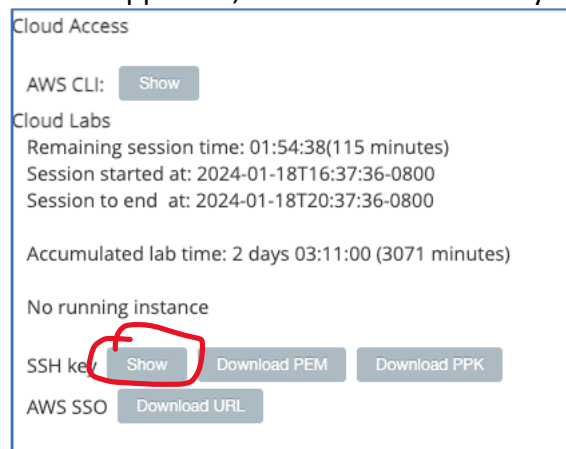 Cloud Access
AWS CLI: Show
Cloud Labs
Remaining session time: 01:54:38(115 minutes)
Session started at: 2024-01-18T16:37:36-0800
Session to end at: 2024-01-18T20:37:36-0800
Accumulated lab time: 2 days 03:11:00 (3071 minutes)
No running instance
SSH key Show Download PEM Download PPK
AWS SSO Download URL